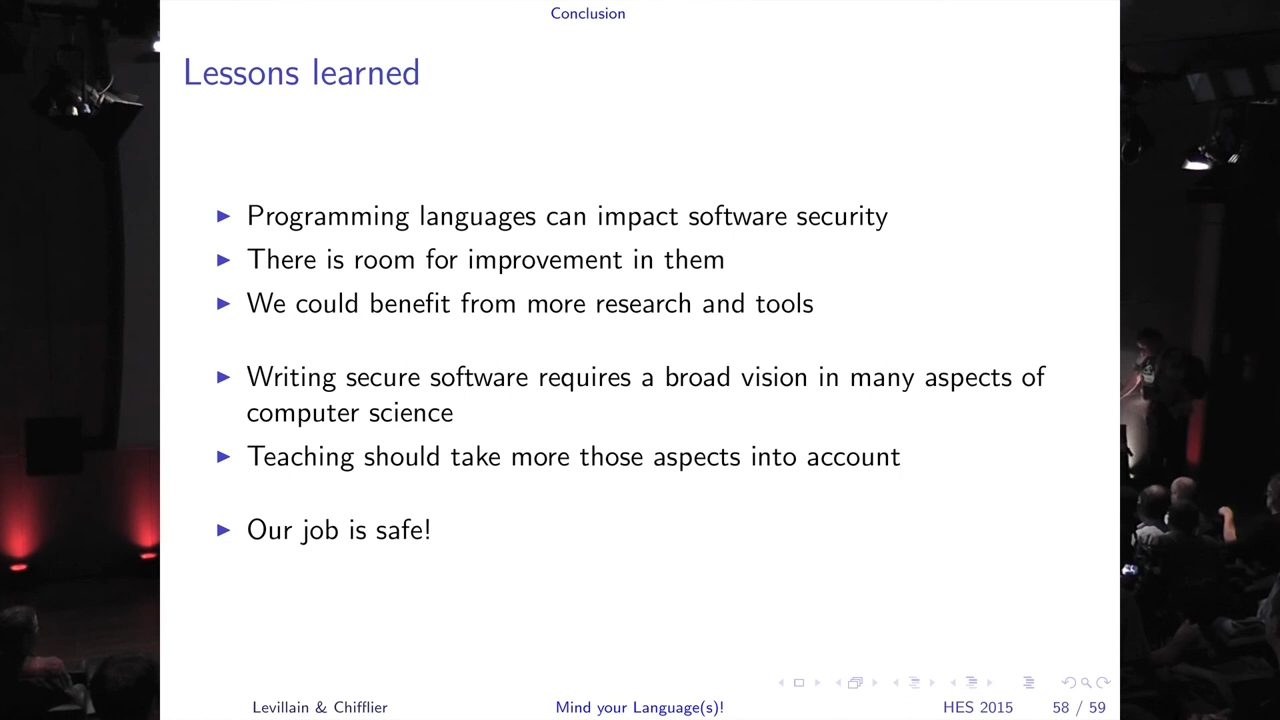 Conclusion
Lessons learned
Programming languages can impact software security
There is room for improvement in them
We could benefit from more research and tools
Writing secure software requires a broad vision in many aspects of
computer science
Teaching should take more those aspects into account
Our job is safe!
Levillain & Chifflier
Mind your Language(s)!
HES 2015
58 / 59